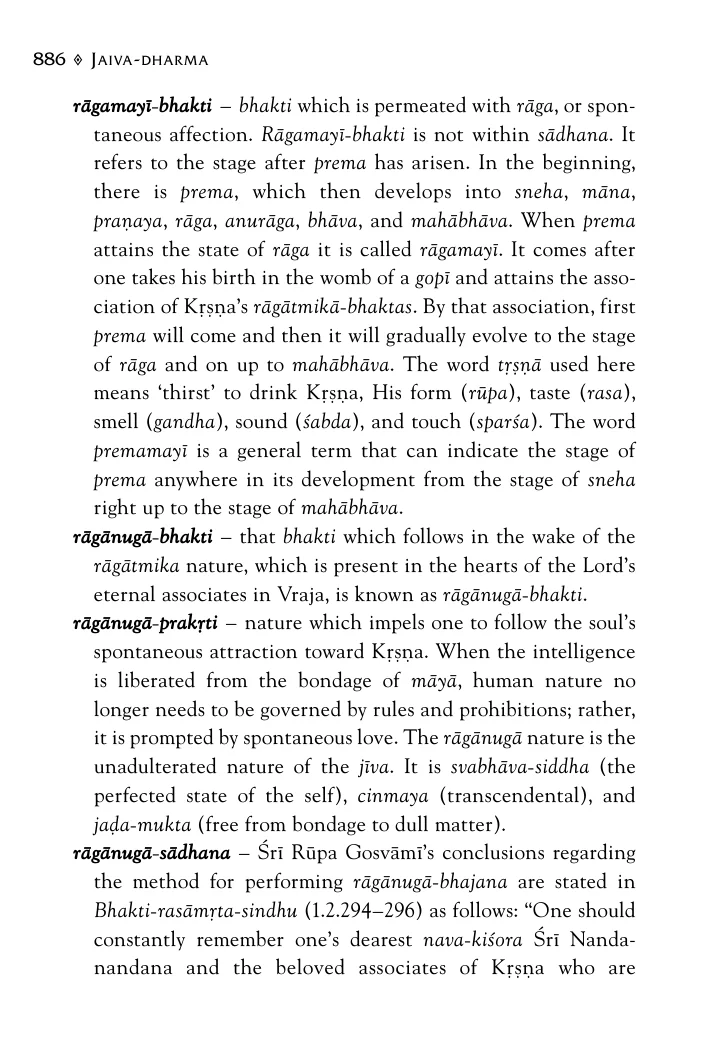 886 ◊ JAIVA-DHARMA
rāgamayī-bhakti – bhakti which is permeated with rāga, or spon-
taneous affection. Rāgamayī-bhakti is not within sādhana. It
refers to the stage after prema has arisen. In the beginning,
there is prema, which then develops into sneha, māna,
praṇaya, rāga, anurāga, bhāva, and mahābhāva. When prema
attains the state of rāga it is called rāgamayī. It comes after
one takes his birth in the womb of a gopī and attains the asso-
ciation of Kṛṣṇa’s rāgātmikā-bhaktas. By that association, first
prema will come and then it will gradually evolve to the stage
of rāga and on up to mahābhāva. The word tṛṣṇā used here
means ‘thirst’ to drink Kṛṣṇa, His form (rūpa), taste (rasa),
smell (gandha), sound (śabda), and touch (sparśa). The word
premamayī is a general term that can indicate the stage of
prema anywhere in its development from the stage of sneha
right up to the stage of mahābhāva.
rāgānugā-bhakti – that bhakti which follows in the wake of the
rāgātmika nature, which is present in the hearts of the Lord’s
eternal associates in Vraja, is known as rāgānugā-bhakti.
rāgānugā-prakṛti – nature which impels one to follow the soul’s
spontaneous attraction toward Kṛṣṇa. When the intelligence
is liberated from the bondage of māyā, human nature no
longer needs to be governed by rules and prohibitions; rather,
it is prompted by spontaneous love. The rāgānugā nature is the
unadulterated nature of the jīva. It is svabhāva-siddha (the
perfected state of the self), cinmaya (transcendental), and
jaḍa-mukta (free from bondage to dull matter).
rāgānugā-sādhana – Śrī Rūpa Gosvāmī’s conclusions regarding
the method for performing rāgānugā-bhajana are stated in
Bhakti-rasāmṛta-sindhu (1.2.294–296) as follows: “One should
constantly remember one’s dearest nava-kiśora Śrī Nanda-
nandana and the beloved associates of Kṛṣṇa who are